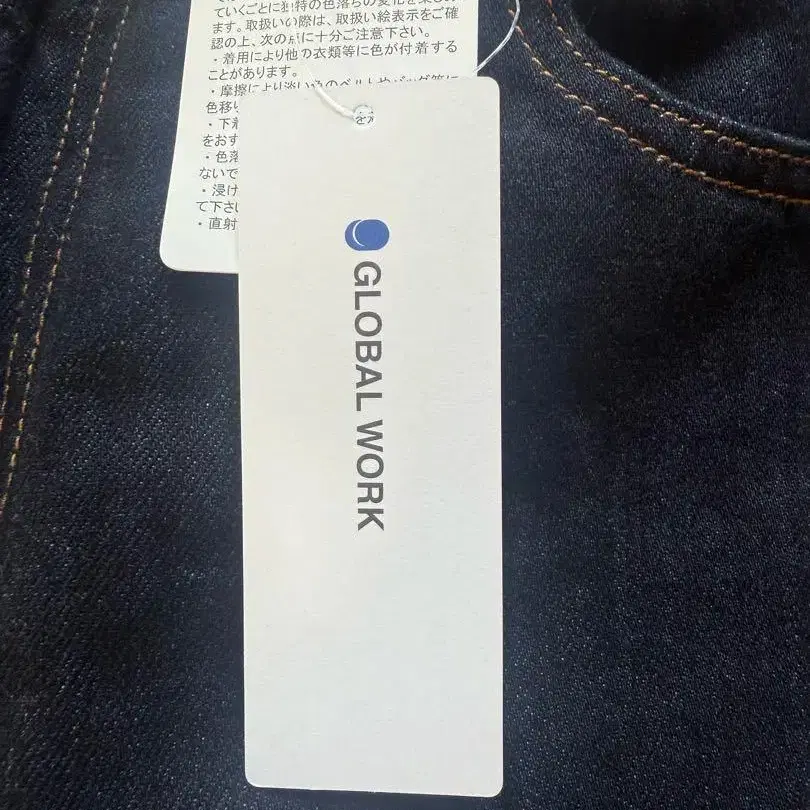 ていくごとに独特の色落ちの変化を楽しめ
ます。取扱いの際は、取扱い絵表示をご確
認の上、次の点に十分ご注意下さい。
・着用により他の衣類等に色が付着する
ことがあります。
・摩擦により淡い色のベルトやバッグ等に
色移り
・下着
をおす
・色落
ないで
・浸け
て下さい
・直射
GLOBAL WORK